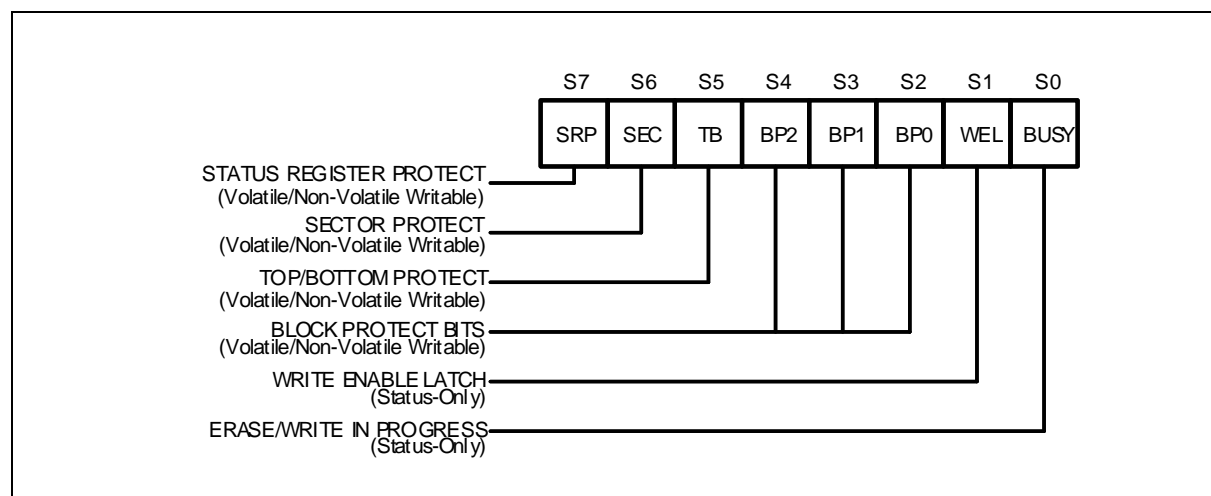 S7 S6 S5 S4 S3 S2 S1 S0
SRP SEC TB BP2 BP1 BP0 WEL BUSY
STATUS REGISTER PROTECT
(Volatile/Non-Volatile Writable)
SECTOR PROTECT
(Volatile/Non-Volatile Writable)
TOP/BOTTOM PROTECT
(Volatile/Non-Volatile Writable)
BLOCK PROTECT BITS
(Volatile/Non-Volatile Writable)
WRITE ENABLE LATCH
(Status-Only)
ERASE/WRITE IN PROGRESS
(Status-Only)